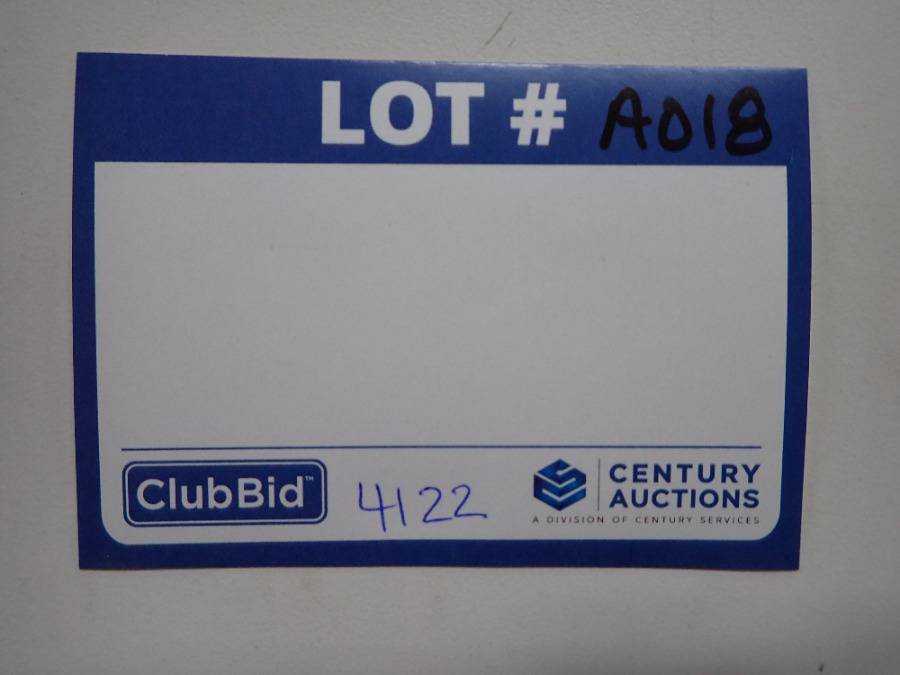 LOT # A018
ClubBid™ 4122 CENTURY
AUCTIONS
A DIVISION OF CENTURY SERVICES